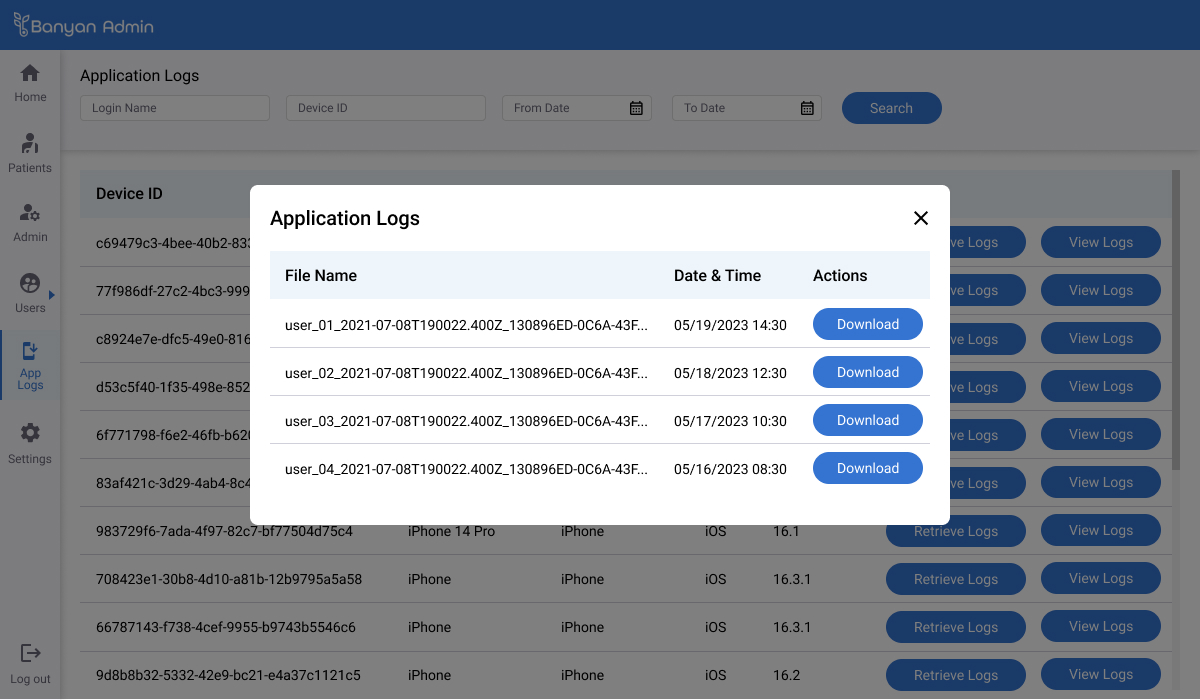 Banyan Admin
Home
Patients
Admin
Users
App
Logs
Settings
Log out
Application Logs
Login Name
Device ID
From Date
To Date
Search
Device ID
c69479c3-4bee-40b2-833
ve Logs
View Logs
77f986df-27c2-4bc3-999
ve Logs
View Logs
c8924e7e-dfc5-49e0-816
ve Logs
View Logs
d53c5f40-1f35-498e-852
ve Logs
View Logs
6f771798-f6e2-46fb-b620
ve Logs
View Logs
83af421c-3d29-4ab4-8c4
ve Logs
View Logs
983729f6-7ada-4f97-82c7-bf77504d75c4 iPhone 14 Pro iPhone iOS 16.1 Retrieve Logs View Logs
708423e1-30b8-4d10-a81b-12b9795a5a58 iPhone iPhone iOS 16.3.1 Retrieve Logs View Logs
66787143-f738-4cef-9955-b9743b5546c6 iPhone iPhone iOS 16.3.1 Retrieve Logs View Logs
9d8b8b32-5332-42e9-bc21-e4a37c1121c5 iPhone iPhone iOS 16.2 Retrieve Logs View Logs
Application Logs
File Name Date & Time Actions
user_01_2021-07-08T190022.400Z_130896ED-0C6A-43F... 05/19/2023 14:30 Download
user_02_2021-07-08T190022.400Z_130896ED-0C6A-43F... 05/18/2023 12:30 Download
user_03_2021-07-08T190022.400Z_130896ED-0C6A-43F... 05/17/2023 10:30 Download
user_04_2021-07-08T190022.400Z_130896ED-0C6A-43F... 05/16/2023 08:30 Download